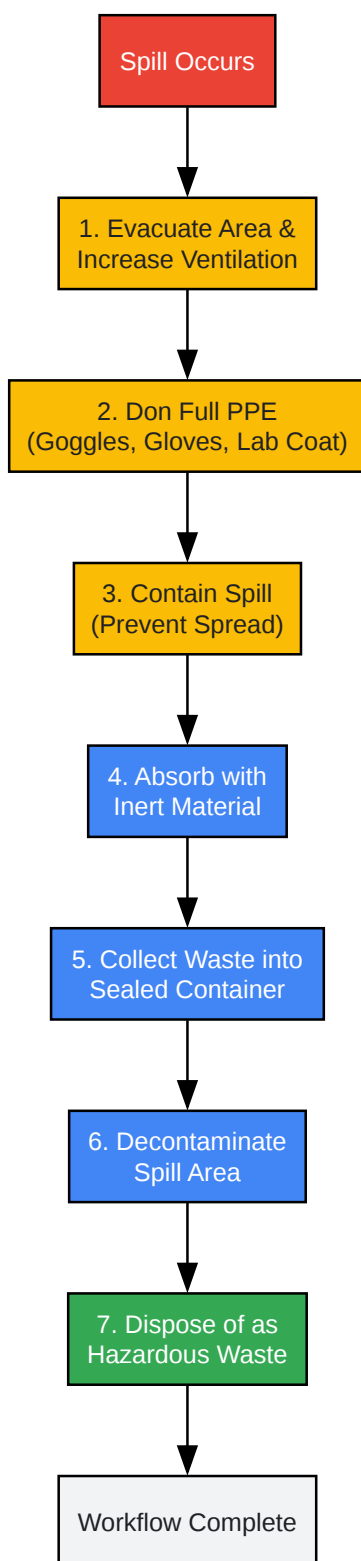 Spill Occurs
1. Evacuate Area &
Increase Ventilation
2. Don Full PPE
(Goggles, Gloves, Lab Coat)
3. Contain Spill
(Prevent Spread)
4. Absorb with
Inert Material
5. Collect Waste into
Sealed Container
6. Decontaminate
Spill Area
7. Dispose of as
Hazardous Waste
Workflow Complete